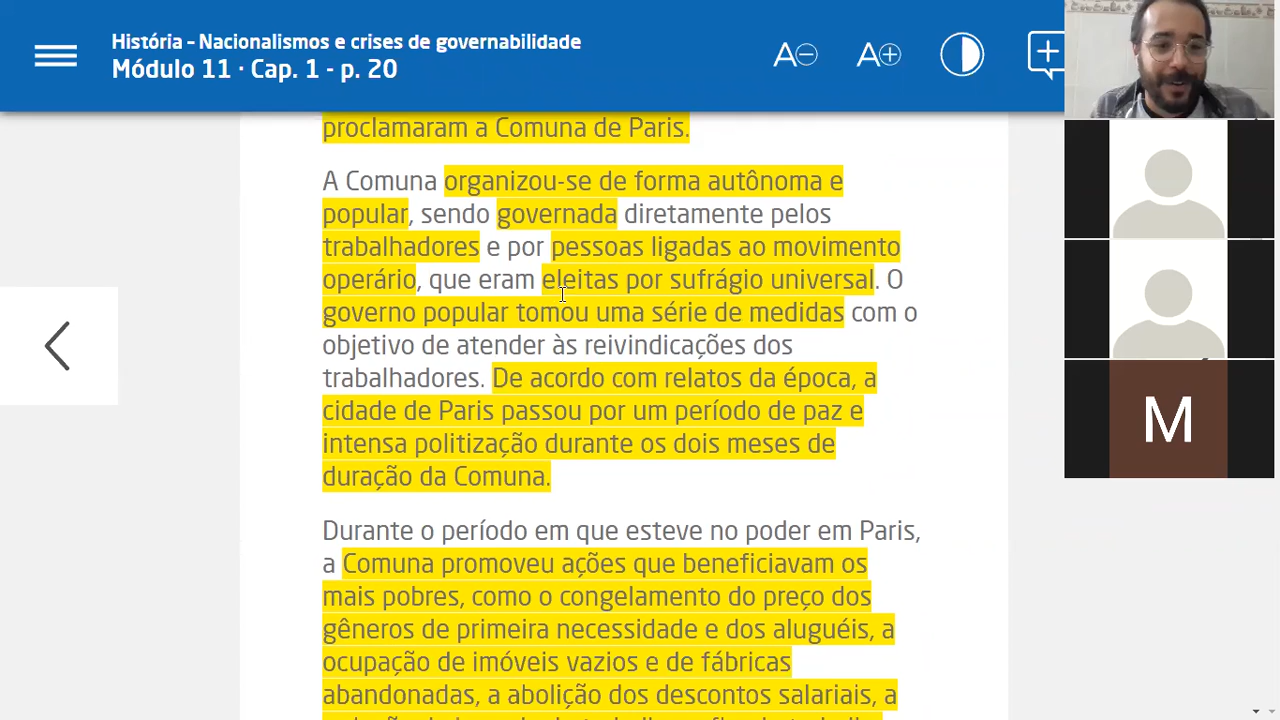 História – Nacionalismos e crises de governabilidade
Módulo 11 · Cap. 1 - p. 20
A- A+
proclamaram a Comuna de Paris.
A Comuna organizou-se de forma autônoma e
popular, sendo governada diretamente pelos
trabalhadores e por pessoas ligadas ao movimento
operário, que eram eleitas por sufrágio universal. O
governo popular tomou uma série de medidas com o
objetivo de atender às reivindicações dos
trabalhadores. De acordo com relatos da época, a
cidade de Paris passou por um período de paz e
intensa politização durante os dois meses de
duração da Comuna.
Durante o período em que esteve no poder em Paris,
a Comuna promoveu ações que beneficiavam os
mais pobres, como o congelamento do preço dos
gêneros de primeira necessidade e dos aluguéis, a
ocupação de imóveis vazios e de fábricas
abandonadas, a abolição dos descontos salariais, a
M